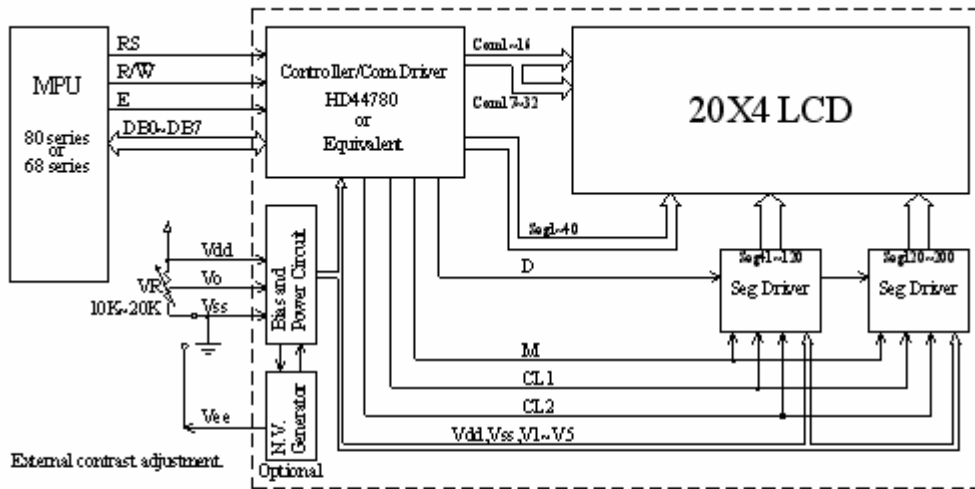 MPU
80 series
or
68 series
RS
R/W̅
E
DB0~DB7
Controller/Com Driver
HD44780
or
Equivalent
Com1~16
Com17~32
20X4 LCD
Seg1~40
D
Seg41~120
Seg Driver
Seg120~200
Seg Driver
Vdd
Vo
Vss
VR
10K~20K
Bias and
Power Circuit
M
CL1
CL2
Vdd,Vss,V1~V5
Vee
N.V.
Generator
Optional
External contrast adjustment.